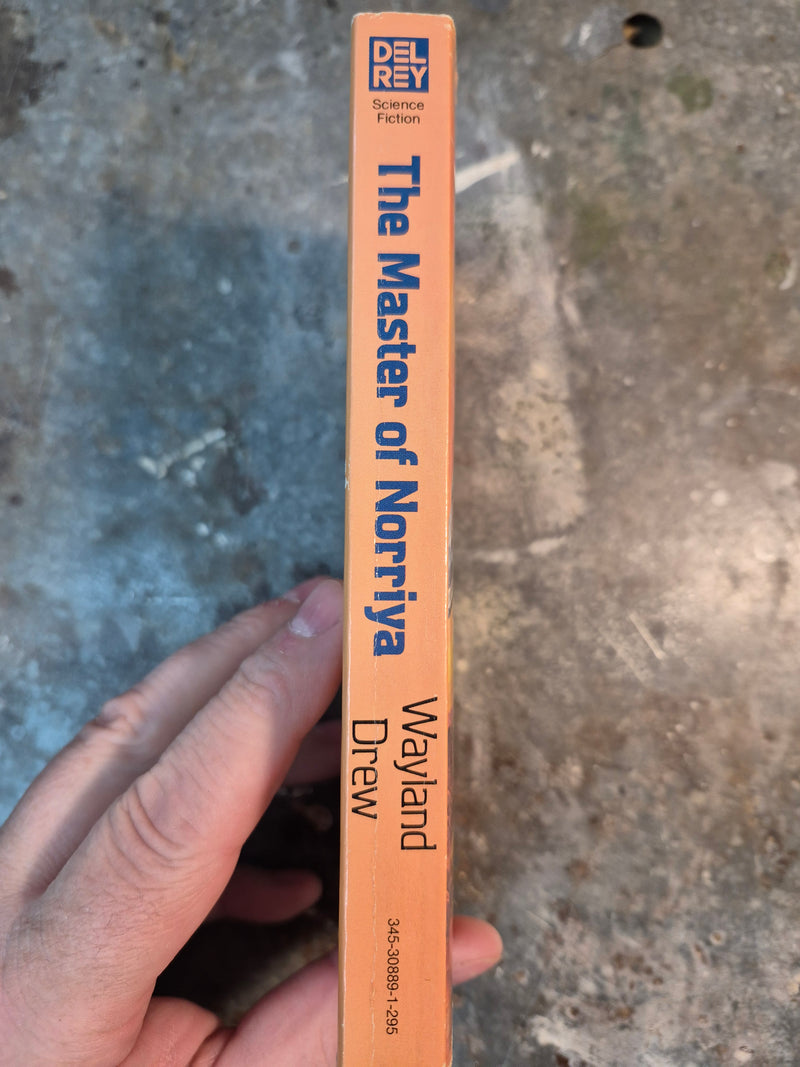 DEL
REY
Science
Fiction
The Master of Norriya
Wayland
Drew
345-30889-1-295